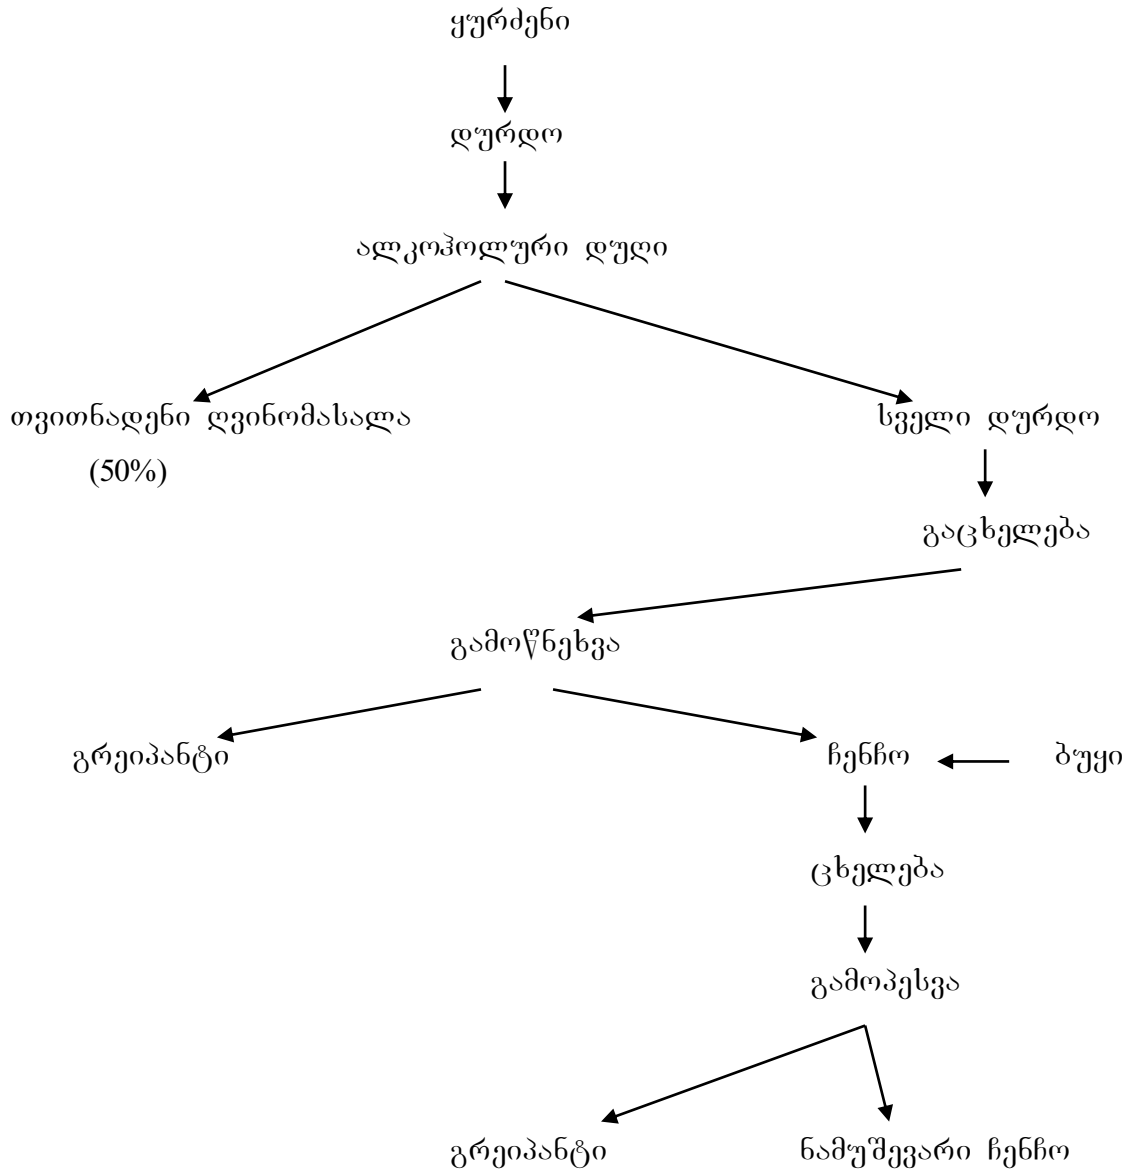 ყურძენი
დურდო
ალკოჰოლური დუღი
თვითნადენი ღვინომასალა
(50%)
სველი დურდო
გაცხელება
გამოწნეხვა
გრეიპანტი
ჩენჩო
ბუყი
ცხელება
გამოპესვა
გრეიპანტი
ნამუშევარი ჩენჩო